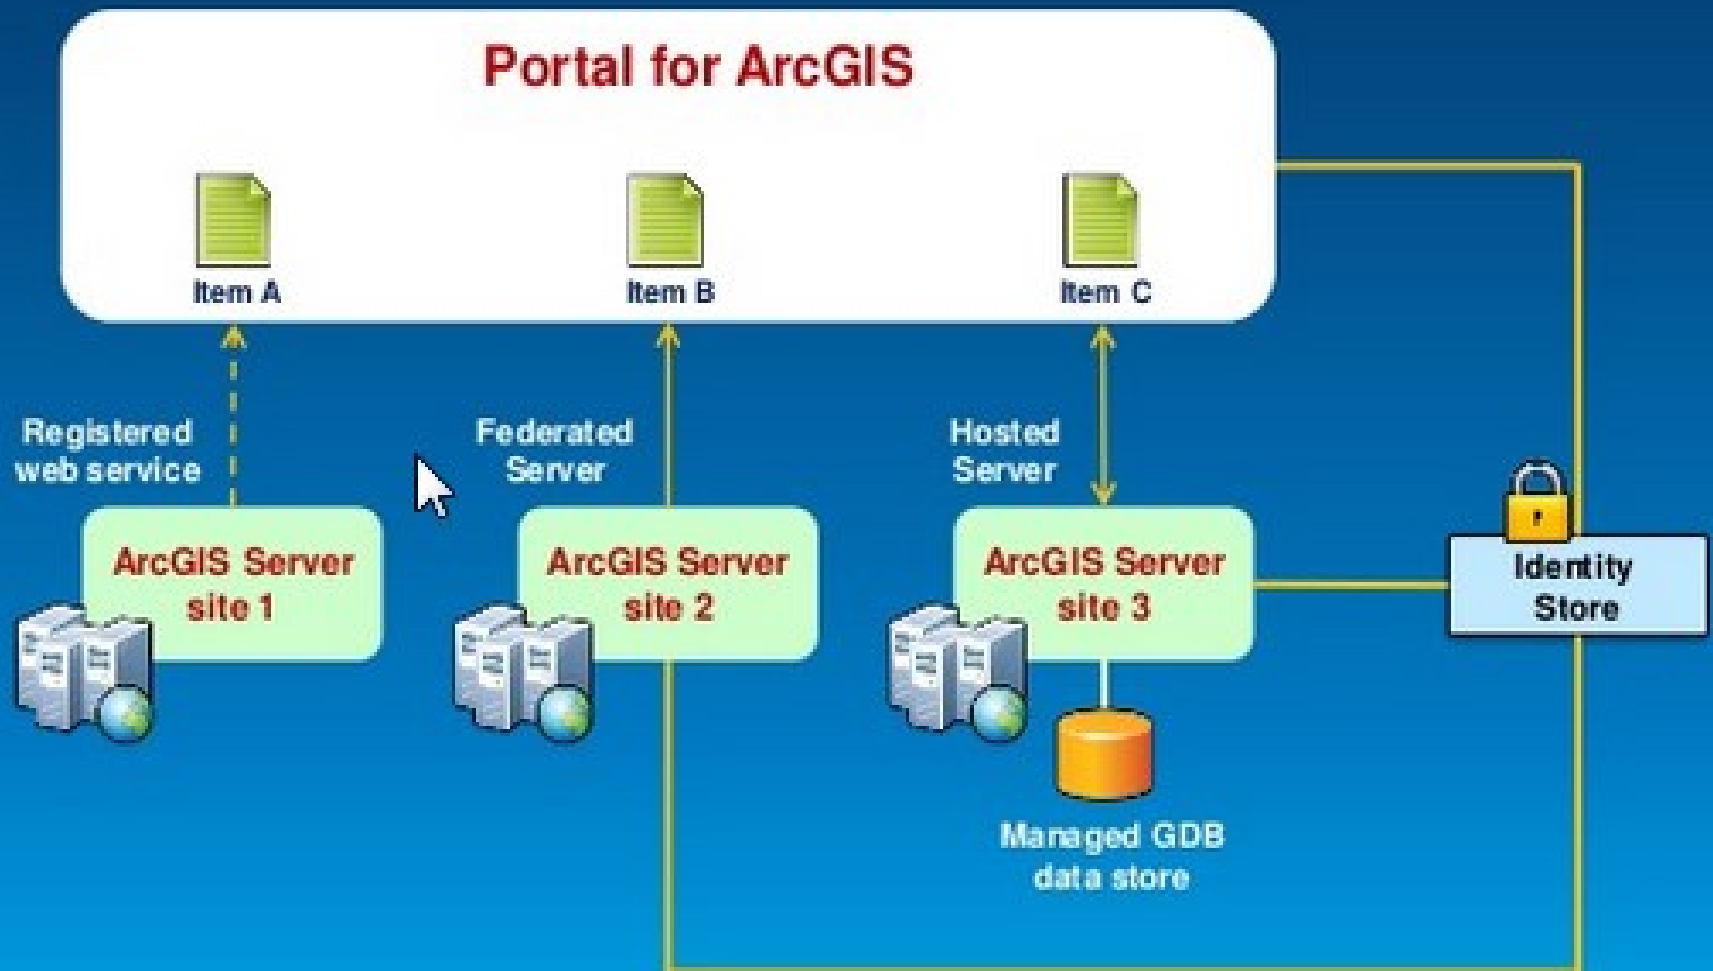 Portal for ArcGIS
Item A
Item B
Item C
Registered
web service
Federated
Server
Hosted
Server
ArcGIS Server
site 1
ArcGIS Server
site 2
ArcGIS Server
site 3
Identity
Store
Managed GDB
data store